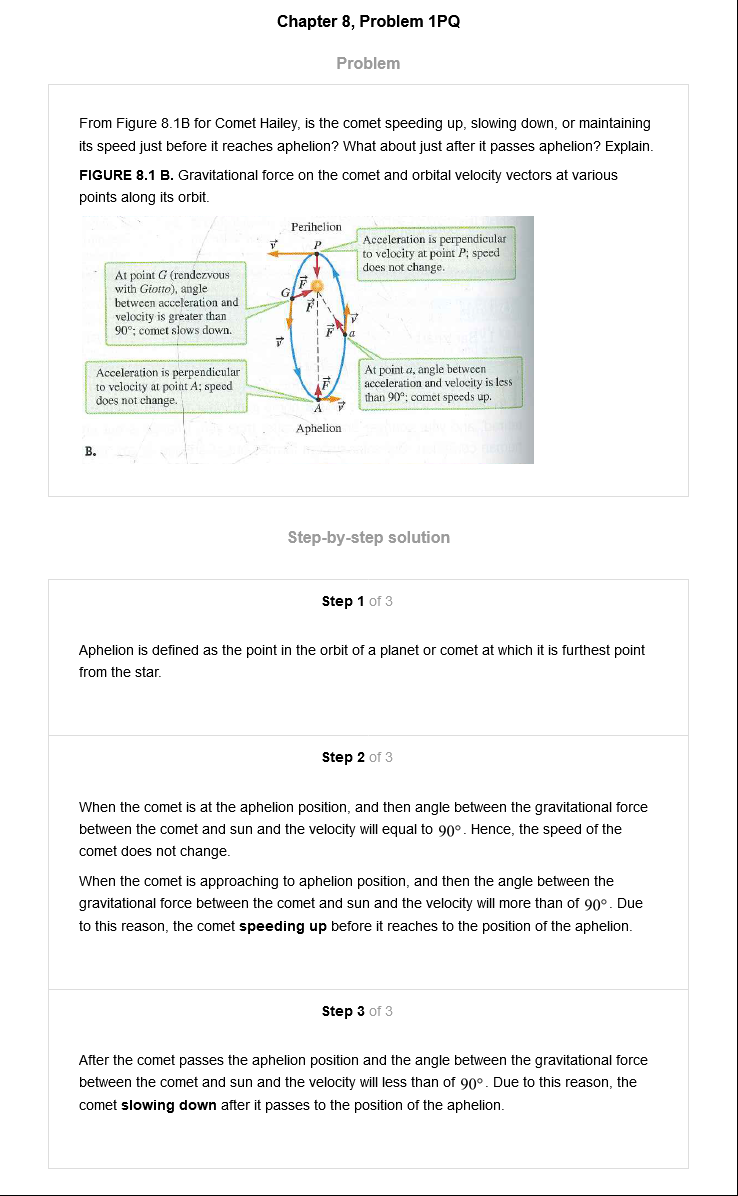 Chapter 8, Problem 1PQ
Problem
From Figure 8.1B for Comet Hailey, is the comet speeding up, slowing down, or maintaining
its speed just before it reaches aphelion? What about just after it passes aphelion? Explain.
FIGURE 8.1 B. Gravitational force on the comet and orbital velocity vectors at various
points along its orbit.
Perihelion
v⃗
P
Acceleration is perpendicular
to velocity at point P; speed
does not change.
At point G (rendezvous
with Giotto), angle
between acceleration and
velocity is greater than
90°; comet slows down.
G
F⃗
F⃗
F⃗
v⃗
a
v⃗
Acceleration is perpendicular
to velocity at point A; speed
does not change.
At point a, angle between
acceleration and velocity is less
than 90°; comet speeds up.
F⃗
A
v⃗
Aphelion
B.
Step-by-step solution
Step 1 of 3
Aphelion is defined as the point in the orbit of a planet or comet at which it is furthest point
from the star.
Step 2 of 3
When the comet is at the aphelion position, and then angle between the gravitational force
between the comet and sun and the velocity will equal to 90°. Hence, the speed of the
comet does not change.
When the comet is approaching to aphelion position, and then the angle between the
gravitational force between the comet and sun and the velocity will more than of 90°. Due
to this reason, the comet speeding up before it reaches to the position of the aphelion.
Step 3 of 3
After the comet passes the aphelion position and the angle between the gravitational force
between the comet and sun and the velocity will less than of 90°. Due to this reason, the
comet slowing down after it passes to the position of the aphelion.